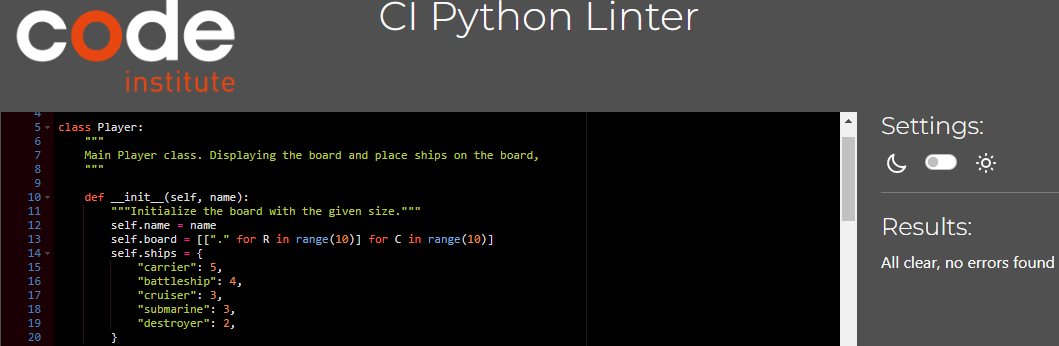 code
institute
CI Python Linter
4
5 class Player:
6     """
7     Main Player class. Displaying the board and place ships on the board,
8     """
9
10     def __init__(self, name):
11         """Initialize the board with the given size."""
12         self.name = name
13         self.board = [["." for R in range(10)] for C in range(10)]
14         self.ships = {
15             "carrier": 5,
16             "battleship": 4,
17             "cruiser": 3,
18             "submarine": 3,
19             "destroyer": 2,
20         }
Settings:
Results:
All clear, no errors found